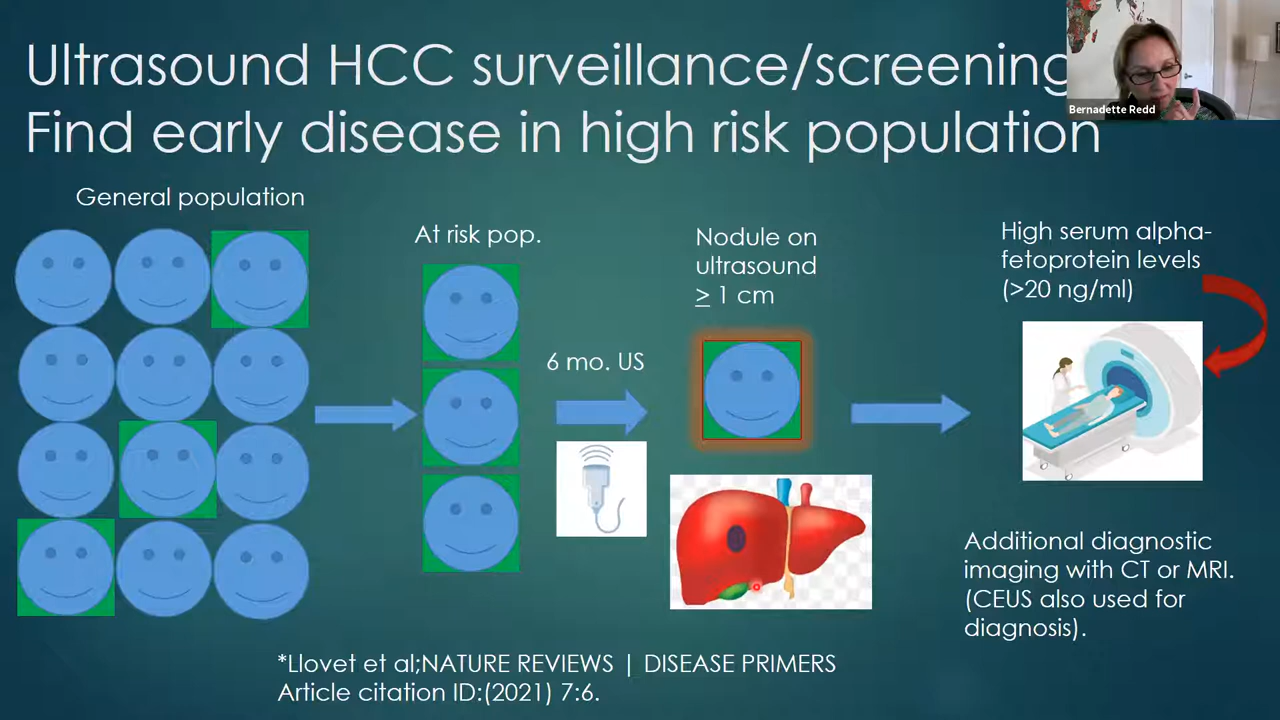 Ultrasound HCC surveillance/screening
Find early disease in high risk population
Bernadette Redd
General population
At risk pop.
6 mo. US
Nodule on
ultrasound
≥ 1 cm
High serum alpha-
fetoprotein levels
(>20 ng/ml)
Additional diagnostic
imaging with CT or MRI.
(CEUS also used for
diagnosis).
*Llovet et al;NATURE REVIEWS | DISEASE PRIMERS
Article citation ID:(2021) 7:6.